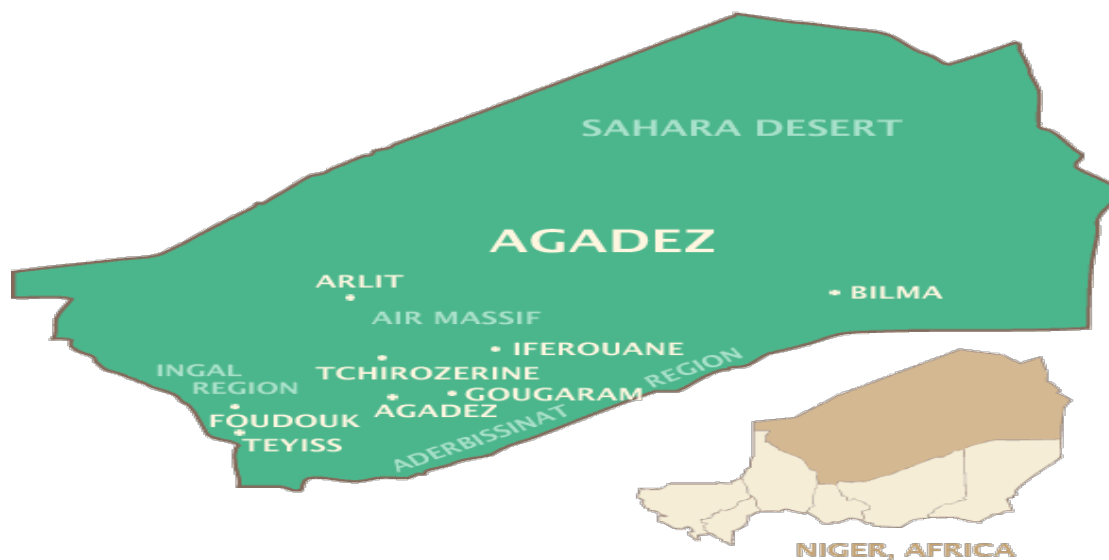 SAHARA DESERT
AGADEZ
ARLIT
BILMA
AIR MASSIF
IFEROUANE
INGAL
REGION
TCHIROZERINE
GOUGARAM
AGADEZ
FOUDOUK
TEYISS
ADERBISSINAT REGION
NIGER, AFRICA